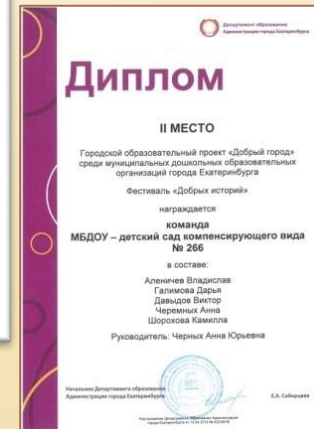 Департамент образования
Администрации города Екатеринбурга
Диплом
II МЕСТО
Городской образовательный проект «Добрый город»
среди муниципальных дошкольных образовательных
организаций города Екатеринбурга
Фестиваль «Добрых историй»
награждается
команда
МБДОУ – детский сад компенсирующего вида
№ 266
в составе:
Аленичев Владислав
Галимова Дарья
Давыдов Виктор
Черемных Анна
Шорохова Камилла
Руководитель: Черных Анна Юрьевна
Начальник Департамента образования
Администрации города Екатеринбурга
Е.А. Сибирцева